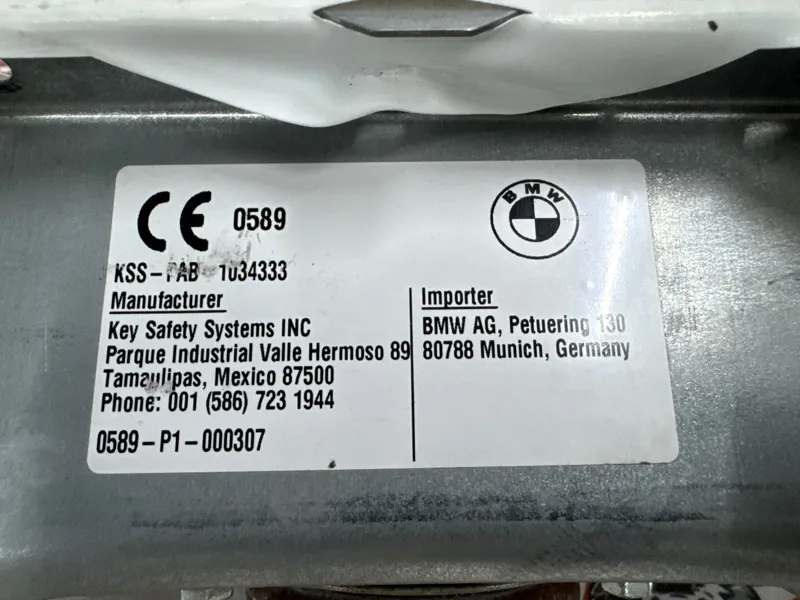 CE 0589
BMW
KSS-PAB-1034333
Manufacturer
Key Safety Systems INC
Parque Industrial Valle Hermoso 89
Tamaulipas, Mexico 87500
Phone: 001 (586) 723 1944
0589-P1-000307
Importer
BMW AG, Petuering 130
80788 Munich, Germany